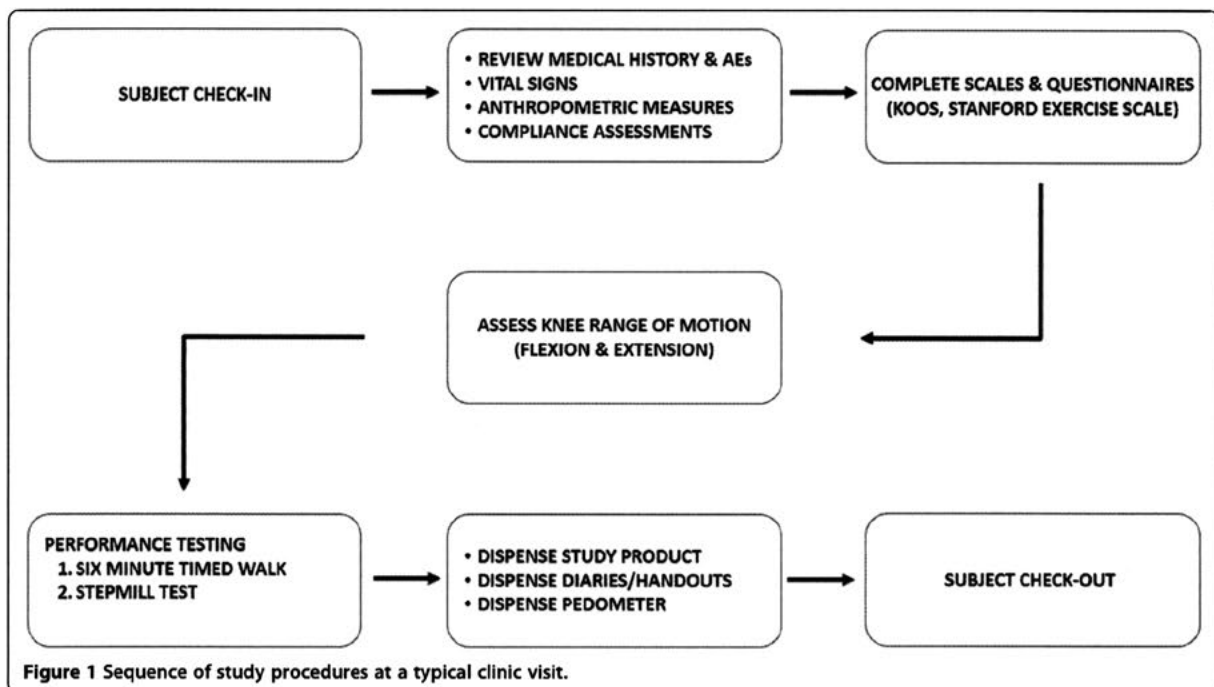 SUBJECT CHECK-IN
• REVIEW MEDICAL HISTORY & AEs
• VITAL SIGNS
• ANTHROPOMETRIC MEASURES
• COMPLIANCE ASSESSMENTS
COMPLETE SCALES & QUESTIONNAIRES
(KOOS, STANFORD EXERCISE SCALE)
ASSESS KNEE RANGE OF MOTION
(FLEXION & EXTENSION)
PERFORMANCE TESTING
1. SIX MINUTE TIMED WALK
2. STEPMILL TEST
• DISPENSE STUDY PRODUCT
• DISPENSE DIARIES/HANDOUTS
• DISPENSE PEDOMETER
SUBJECT CHECK-OUT
Figure 1 Sequence of study procedures at a typical clinic visit.